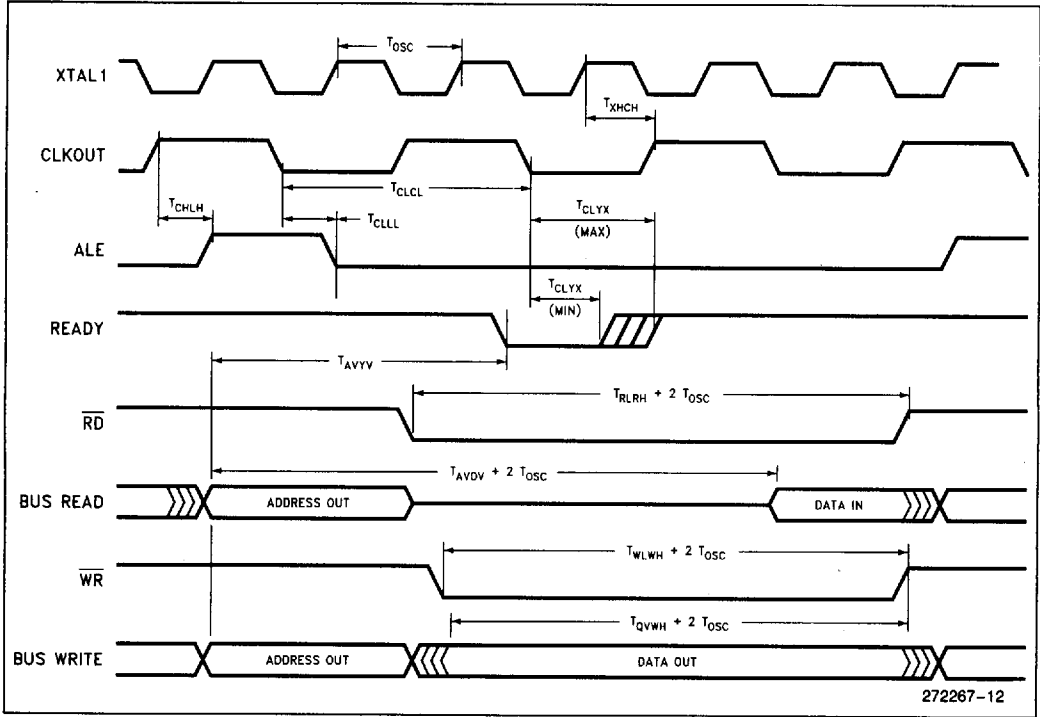 T_OSC
XTAL1
T_XHCH
CLKOUT
T_CLCL
T_CHLH
T_CLLL
T_CLYX
(MAX)
ALE
T_CLYX
(MIN)
READY
T_AVYV
T_RLRH + 2 T_OSC
RD
T_AVDV + 2 T_OSC
BUS READ
ADDRESS OUT
DATA IN
T_WLWH + 2 T_OSC
WR
T_QVWH + 2 T_OSC
BUS WRITE
ADDRESS OUT
DATA OUT
272267-12